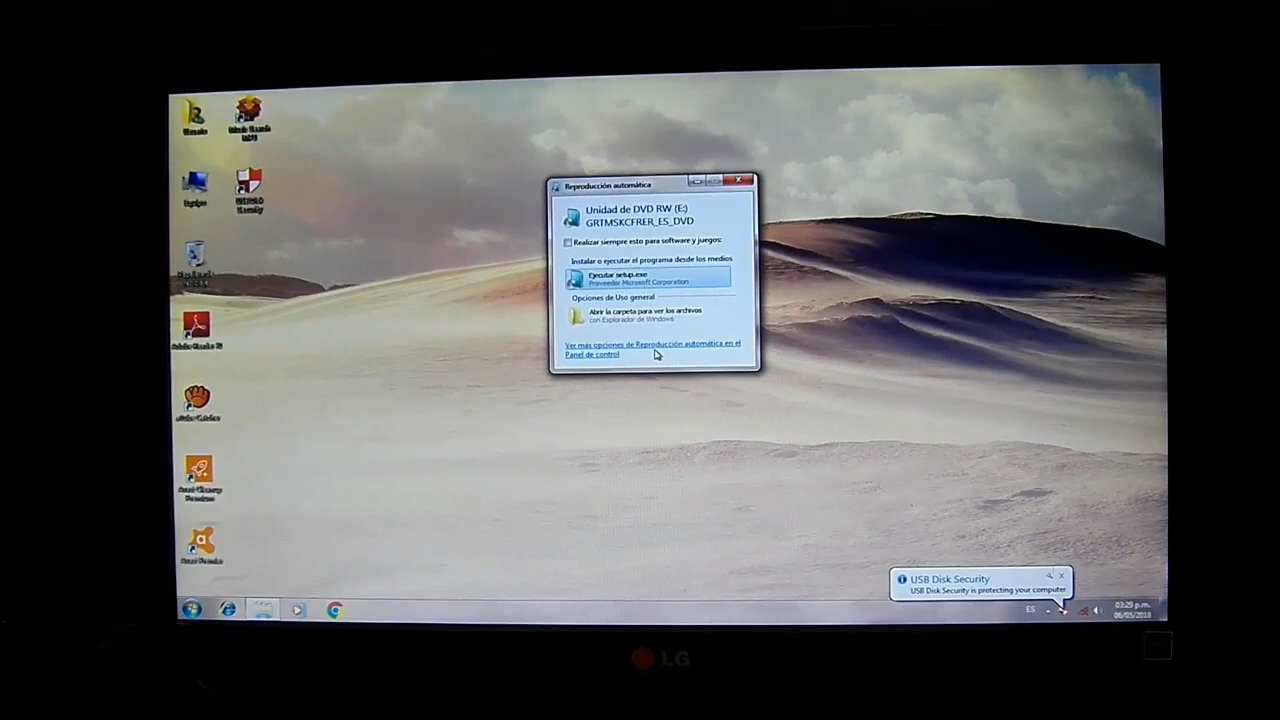 Reproducción automática
Unidad de DVD RW (E:)
GRTMSKCFRER_ES_DVD
Realizar siempre esto para software y juegos:
Instalar o ejecutar el programa desde los medios
Ejecutar setup.exe
Proveedor Microsoft Corporation
Opciones de Uso general
Abrir la carpeta para ver los archivos
con Explorador de Windows
Ver más opciones de Reproducción automática en el
Panel de control
Equipo
USB Disk Security
USB Disk Security is protecting your computer
ES
03:29 p.m.
06/05/2018
LG